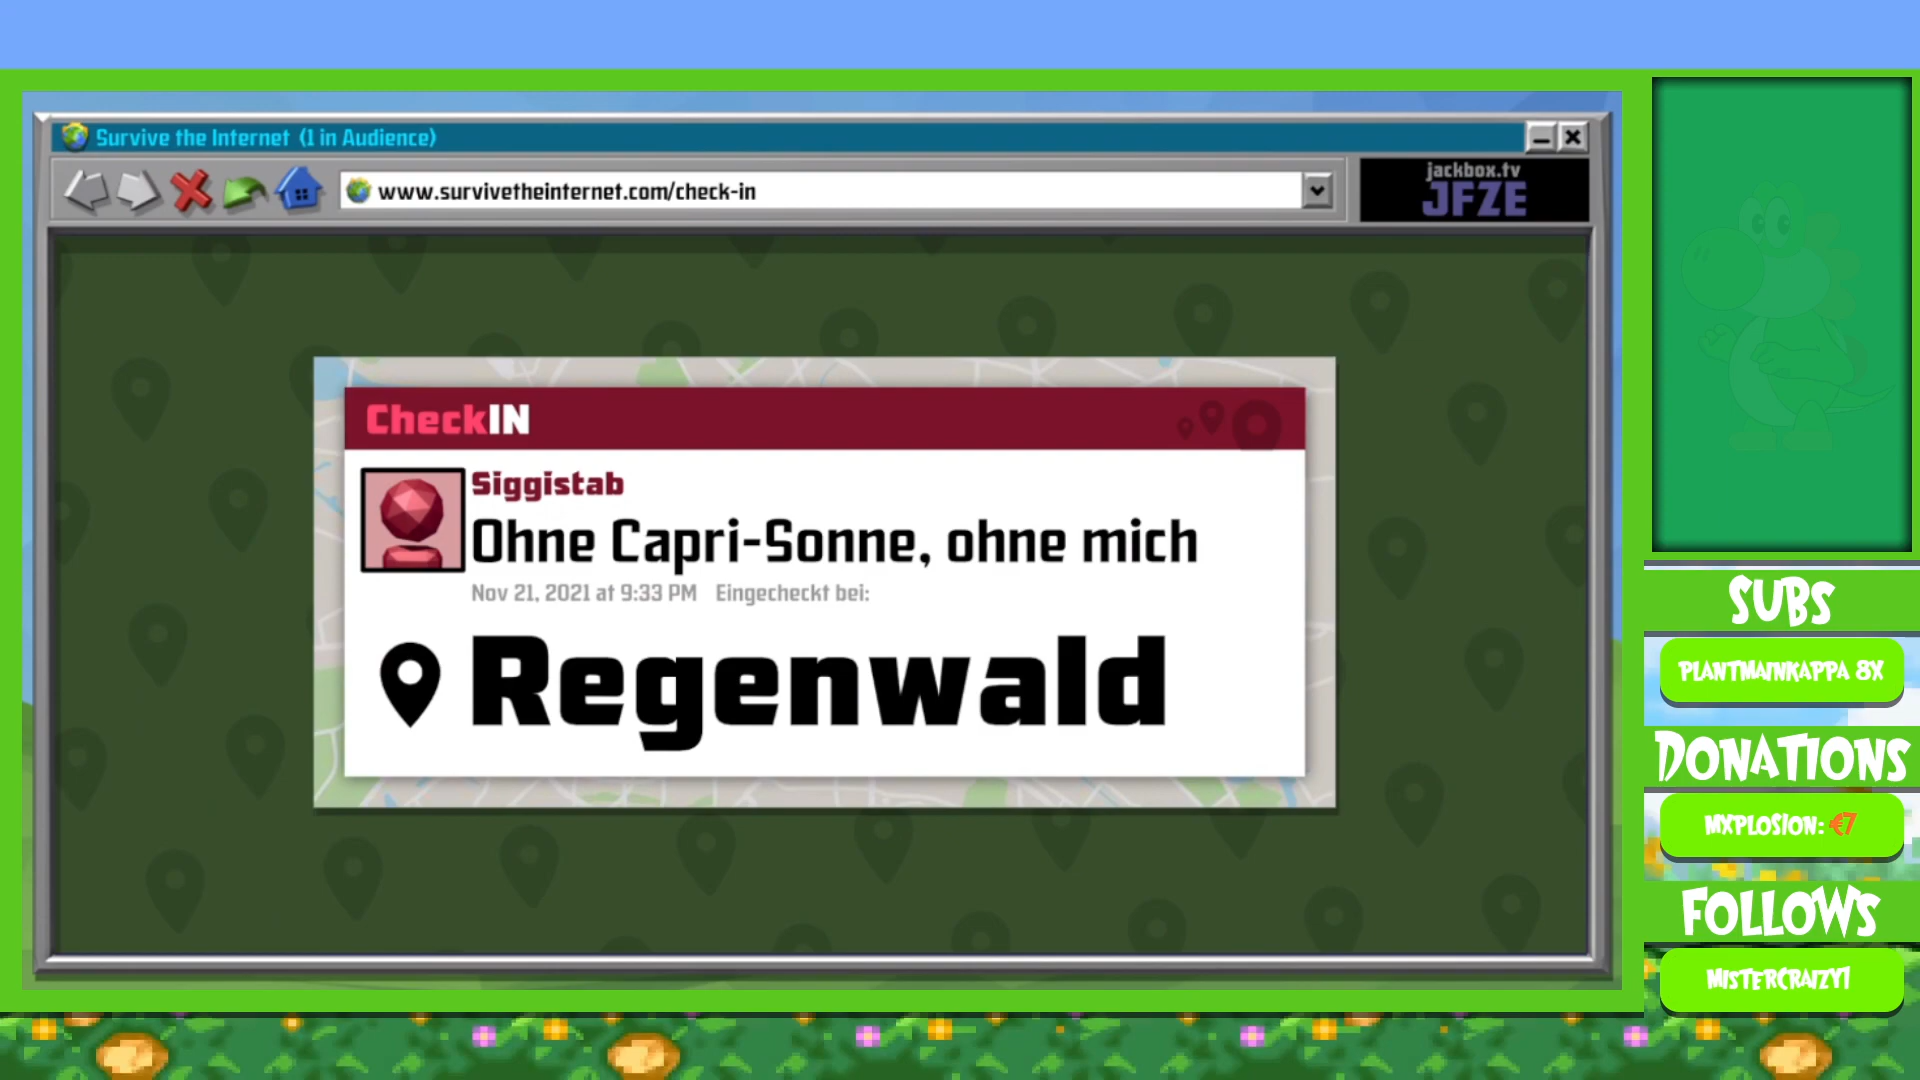 Survive the Internet (1 in Audience)
www.survivetheinternet.com/check-in
jackbox.tv
JFZE
CheckIN
Siggistab
Ohne Capri-Sonne, ohne mich
Nov 21, 2021 at 9:33 PM Eingecheckt bei:
Regenwald
SUBS
PLANTMAINKAPPA 8X
DONATIONS
MXPLOSION: €7
FOLLOWS
MISTERCRAIZY1